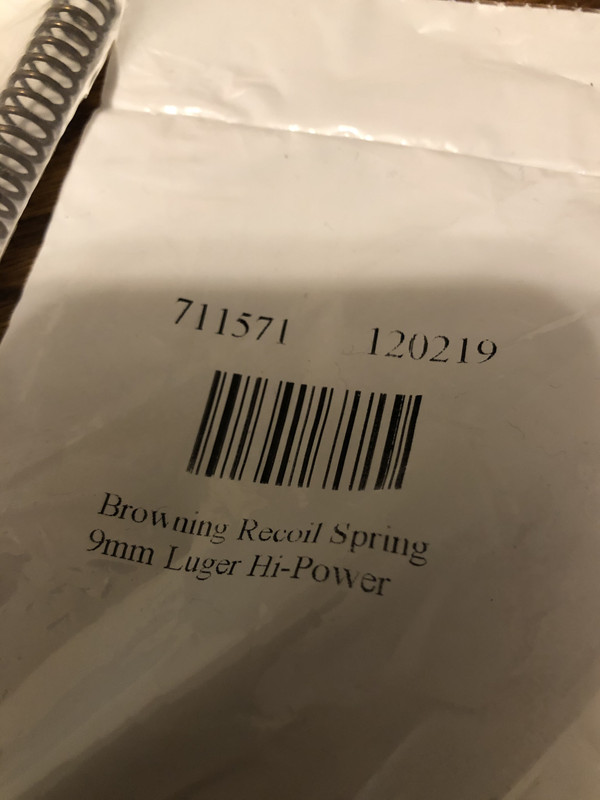 711571 120219
Browning Recoil Spring
9mm Luger Hi-Power